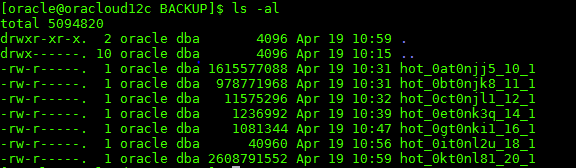 [oracle@oracloud12c BACKUP]$ ls -al
total 5094820
drwxr-xr-x. 2 oracle dba 4096 Apr 19 10:59 .
drwx------. 10 oracle dba 4096 Apr 19 10:15 ..
-rw-r-----. 1 oracle dba 1615577088 Apr 19 10:31 hot_0at0njj5_10_1
-rw-r-----. 1 oracle dba 978771968 Apr 19 10:31 hot_0bt0njk8_11_1
-rw-r-----. 1 oracle dba 11575296 Apr 19 10:32 hot_0ct0njl1_12_1
-rw-r-----. 1 oracle dba 1236992 Apr 19 10:39 hot_0et0nk3q_14_1
-rw-r-----. 1 oracle dba 1081344 Apr 19 10:47 hot_0gt0nki1_16_1
-rw-r-----. 1 oracle dba 40960 Apr 19 10:56 hot_0it0nl2u_18_1
-rw-r-----. 1 oracle dba 2608791552 Apr 19 10:59 hot_0kt0nl81_20_1